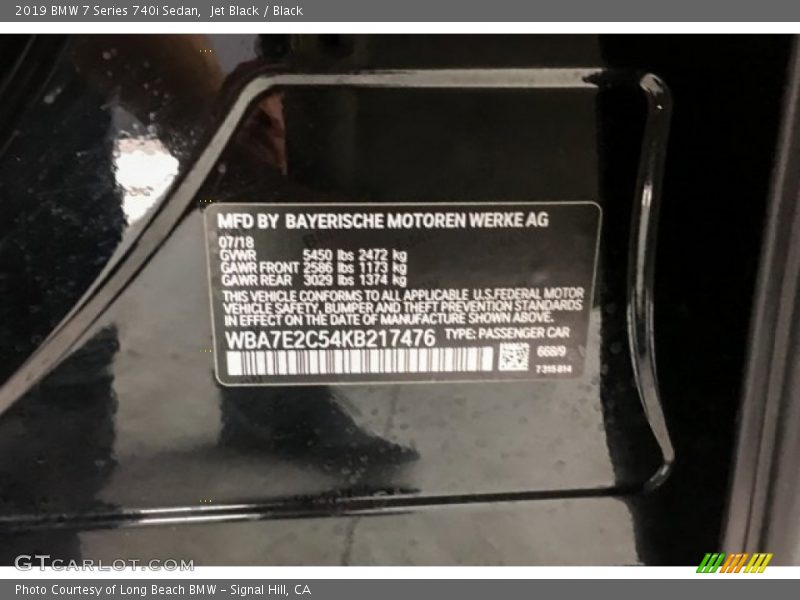 2019 BMW 7 Series 740i Sedan,  Jet Black / Black
MFD BY BAYERISCHE MOTOREN WERKE AG
07/18
GVWR 5450 lbs 2472 kg
GAWR FRONT 2586 lbs 1173 kg
GAWR REAR 3029 lbs 1374 kg
THIS VEHICLE CONFORMS TO ALL APPLICABLE U.S.FEDERAL MOTOR
VEHICLE SAFETY, BUMPER AND THEFT PREVENTION STANDARDS
IN EFFECT ON THE DATE OF MANUFACTURE SHOWN ABOVE.
WBA7E2C54KB217476 TYPE: PASSENGER CAR
668/9
7 315 814
GTCARLOT.COM
Photo Courtesy of Long Beach BMW - Signal Hill, CA